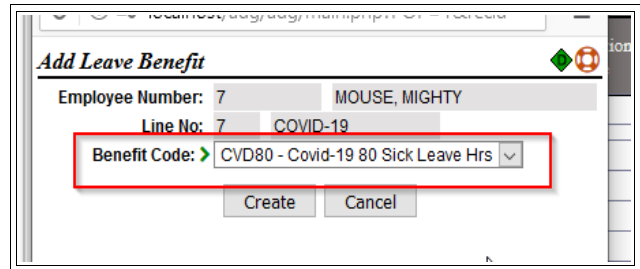 Add Leave Benefit
Employee Number: 7 MOUSE, MIGHTY
Line No: 7 COVID-19
Benefit Code: CVD80 - Covid-19 80 Sick Leave Hrs
Create Cancel